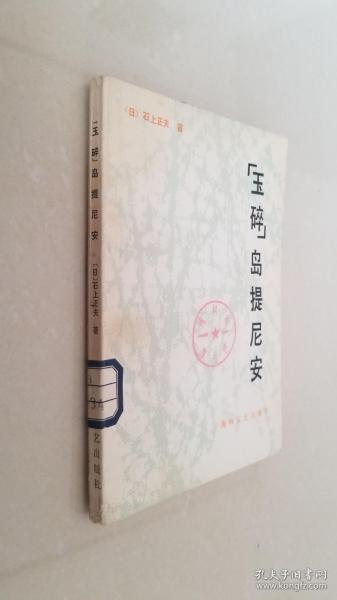 〔日〕石上正夫 著
「玉碎」岛提尼安
「玉碎」岛提尼安
〔日〕石上正夫 著
艺出版社
孔夫子旧书网